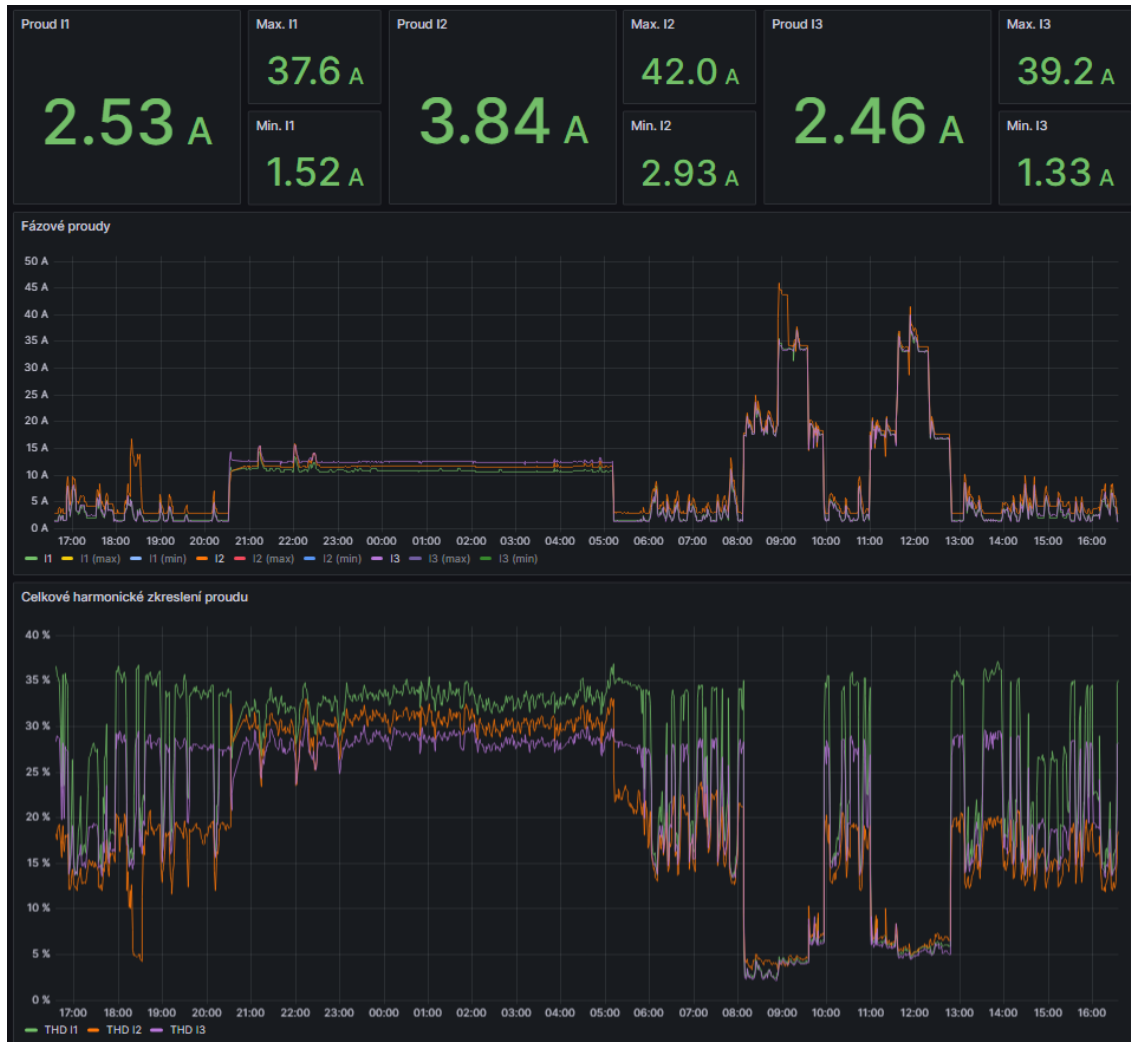 Proud I1
2.53 A
Max. I1
37.6 A
Min. I1
1.52 A
Proud I2
3.84 A
Max. I2
42.0 A
Min. I2
2.93 A
Proud I3
2.46 A
Max. I3
39.2 A
Min. I3
1.33 A
Fázové proudy
50 A
45 A
40 A
35 A
30 A
25 A
20 A
15 A
10 A
5 A
0 A
17:00 18:00 19:00 20:00 21:00 22:00 23:00 00:00 01:00 02:00 03:00 04:00 05:00 06:00 07:00 08:00 09:00 10:00 11:00 12:00 13:00 14:00 15:00 16:00
I1 I1 (max) I1 (min) I2 I2 (max) I2 (min) I3 I3 (max) I3 (min)
Celkové harmonické zkreslení proudu
40 %
35 %
30 %
25 %
20 %
15 %
10 %
5 %
0 %
17:00 18:00 19:00 20:00 21:00 22:00 23:00 00:00 01:00 02:00 03:00 04:00 05:00 06:00 07:00 08:00 09:00 10:00 11:00 12:00 13:00 14:00 15:00 16:00
THD I1 THD I2 THD I3